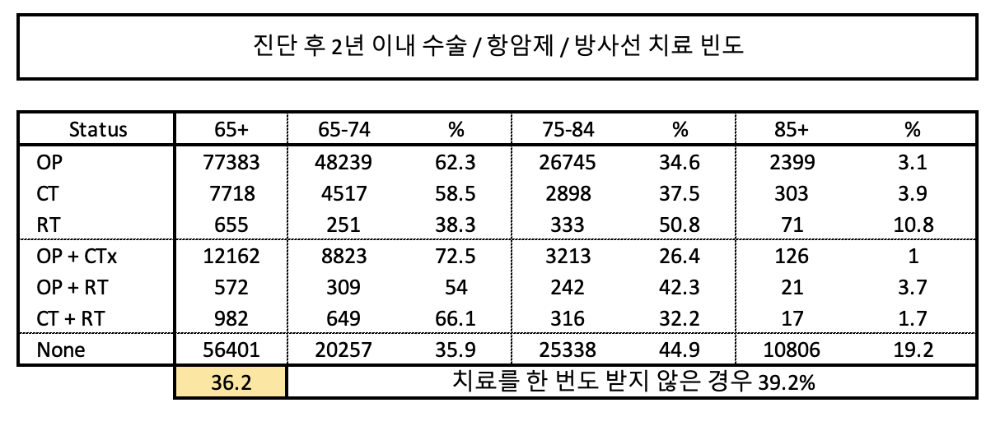 진단 후 2년 이내 수술 / 항암제 / 방사선 치료 빈도
Status 65+ 65-74 % 75-84 % 85+ %
OP 77383 48239 62.3 26745 34.6 2399 3.1
CT 7718 4517 58.5 2898 37.5 303 3.9
RT 655 251 38.3 333 50.8 71 10.8
OP + CTx 12162 8823 72.5 3213 26.4 126 1
OP + RT 572 309 54 242 42.3 21 3.7
CT + RT 982 649 66.1 316 32.2 17 1.7
None 56401 20257 35.9 25338 44.9 10806 19.2
36.2 치료를 한 번도 받지 않은 경우 39.2%